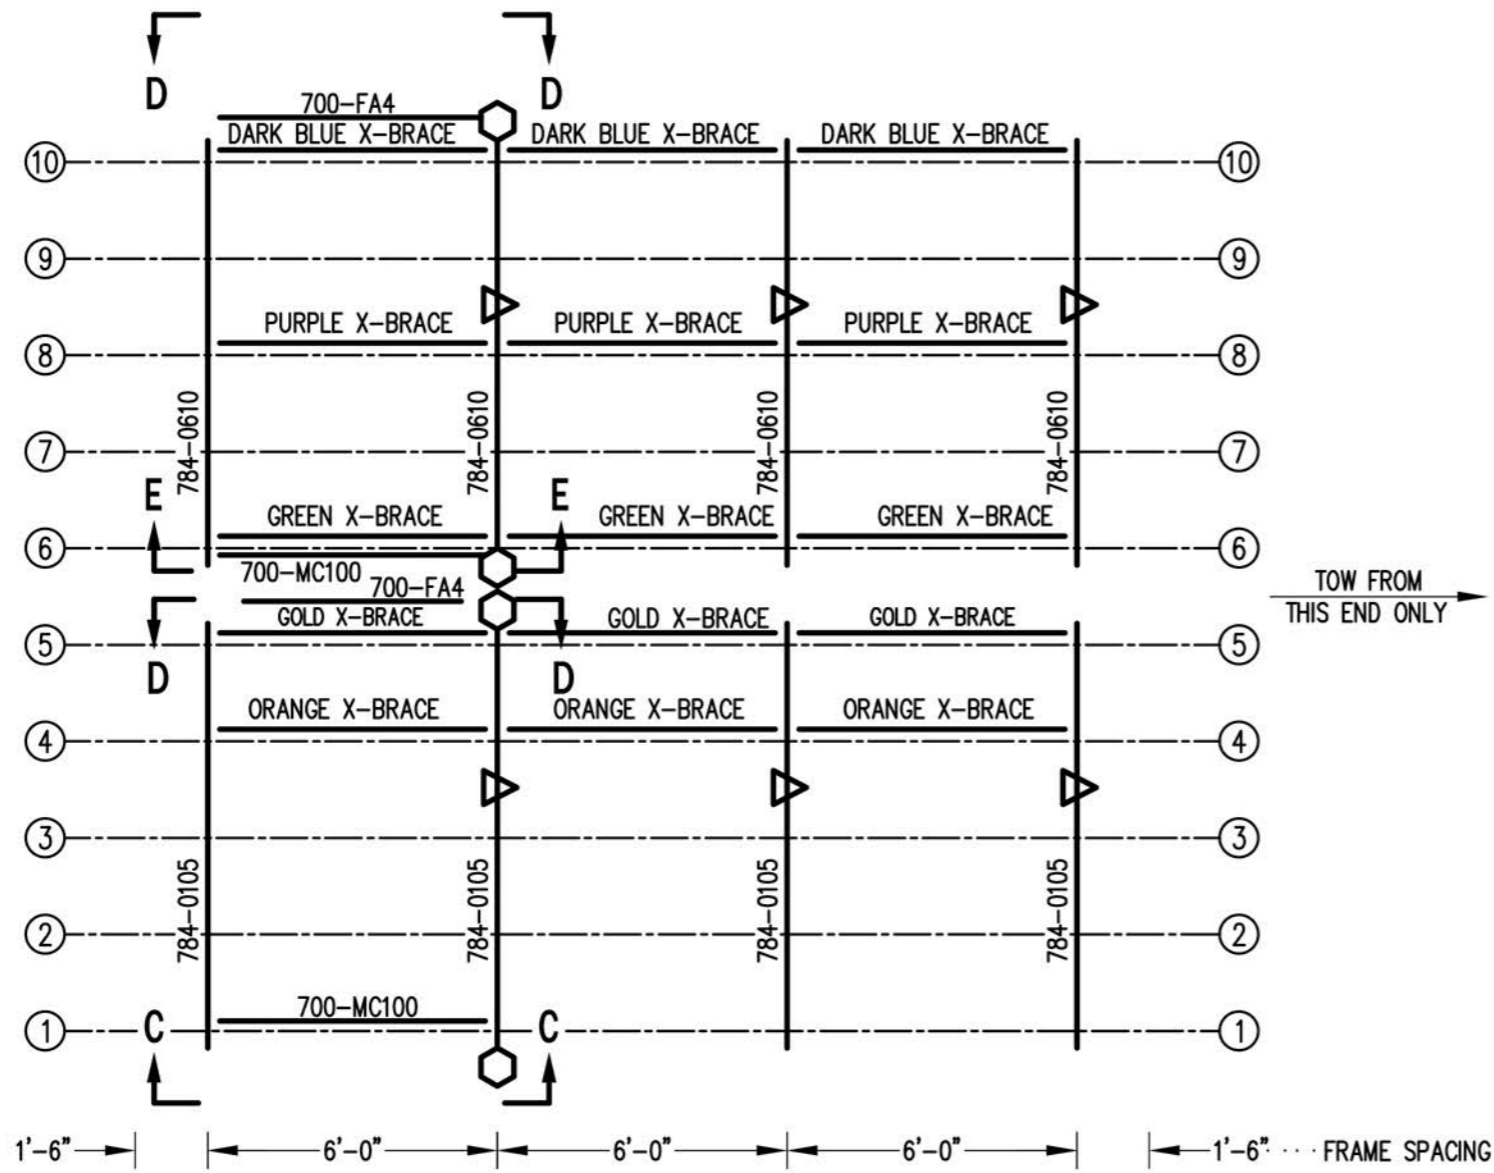 D D
700-FA4
DARK BLUE X-BRACE DARK BLUE X-BRACE DARK BLUE X-BRACE
10 10
9 9
PURPLE X-BRACE PURPLE X-BRACE PURPLE X-BRACE
8 8
784-0610 784-0610 784-0610 784-0610
7 7
E E
GREEN X-BRACE GREEN X-BRACE GREEN X-BRACE
6 6
700-MC100
700-FA4
TOW FROM
THIS END ONLY
GOLD X-BRACE GOLD X-BRACE GOLD X-BRACE
5 5
D D
ORANGE X-BRACE ORANGE X-BRACE ORANGE X-BRACE
4 4
3 3
784-0105 784-0105 784-0105 784-0105
2 2
700-MC100
1 C C 1
1'-6" 6'-0" 6'-0" 6'-0" 1'-6" FRAME SPACING